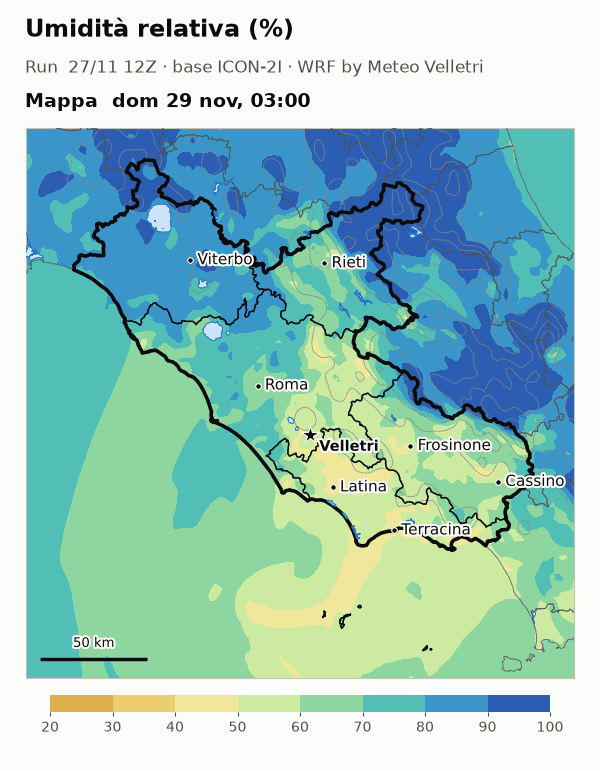 Umidità relativa (%)
Run 27/11 12Z · base ICON-2I · WRF by Meteo Velletri
Mappa dom 29 nov, 03:00
Viterbo
Rieti
Roma
Velletri
Frosinone
Latina
Cassino
Terracina
50 km
20 30 40 50 60 70 80 90 100